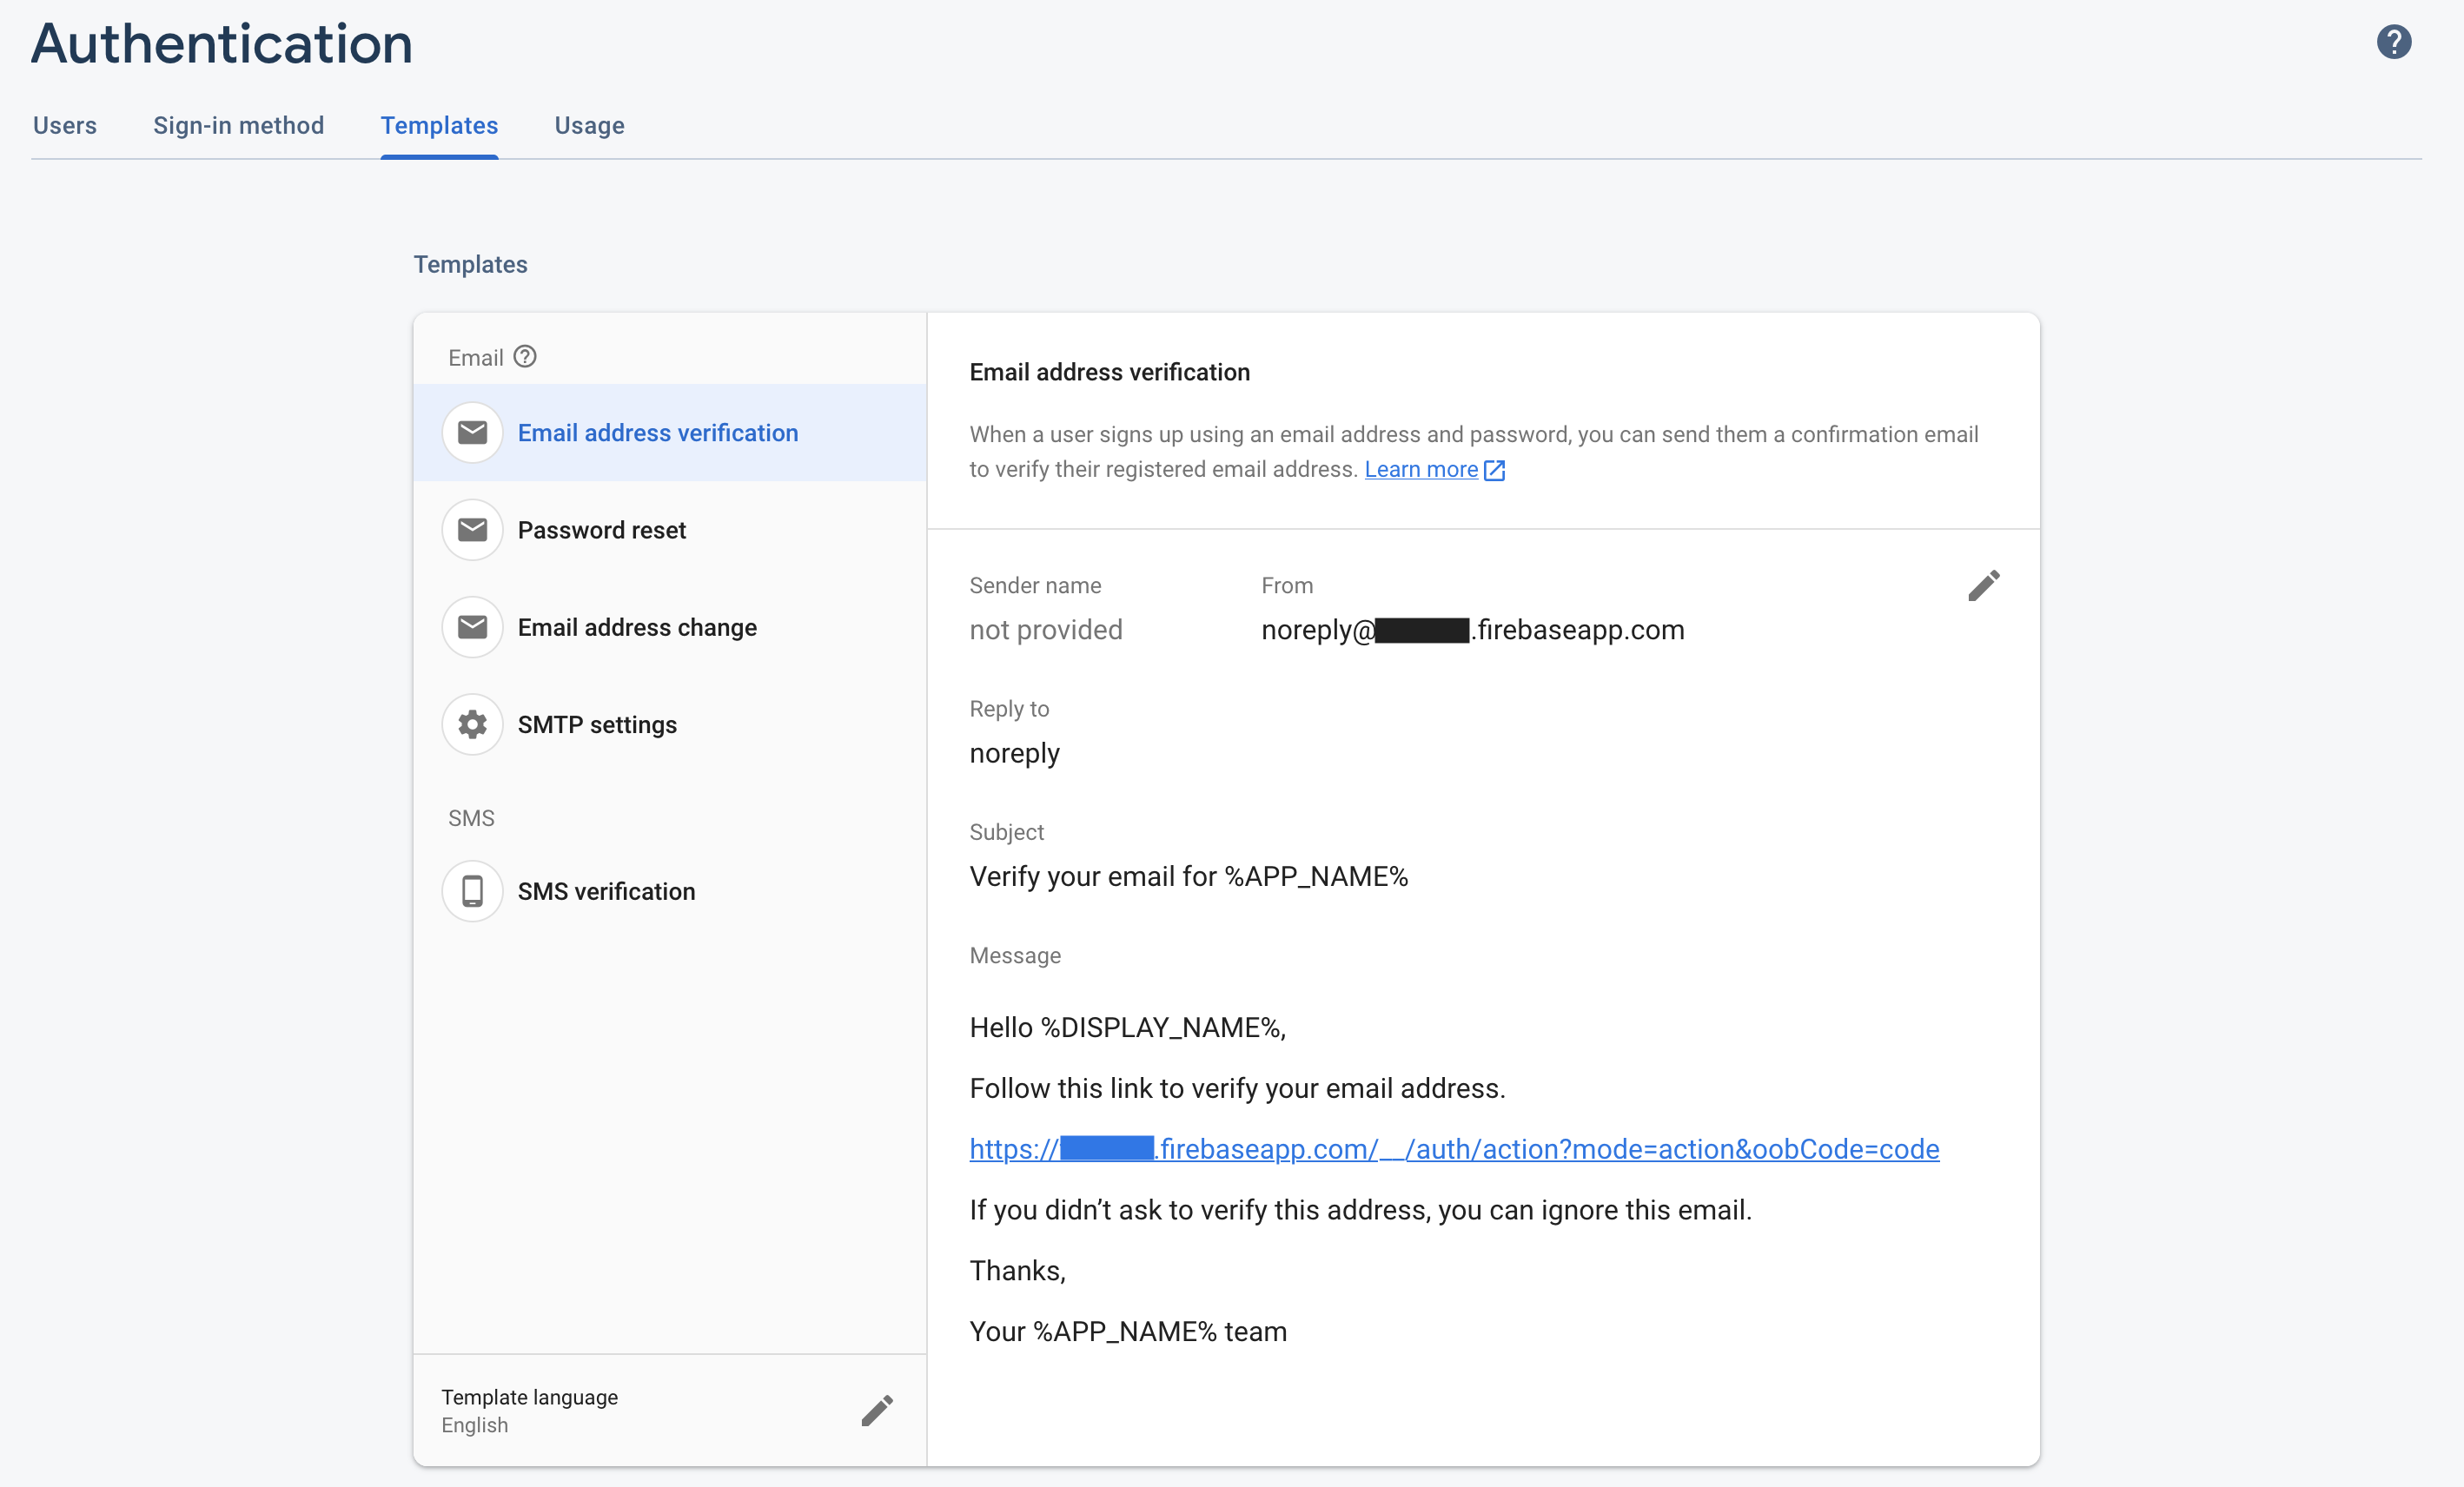 Authentication
Users
Sign-in method
Templates
Usage
Templates
Email
Email address verification
Password reset
Email address change
SMTP settings
SMS
SMS verification
Template language
English
Email address verification
When a user signs up using an email address and password, you can send them a confirmation email
to verify their registered email address. Learn more
Sender name
not provided
From
noreply@ .firebaseapp.com
Reply to
noreply
Subject
Verify your email for %APP_NAME%
Message
Hello %DISPLAY_NAME%,
Follow this link to verify your email address.
https:// .firebaseapp.com/__/auth/action?mode=action&oobCode=code
If you didn’t ask to verify this address, you can ignore this email.
Thanks,
Your %APP_NAME% team